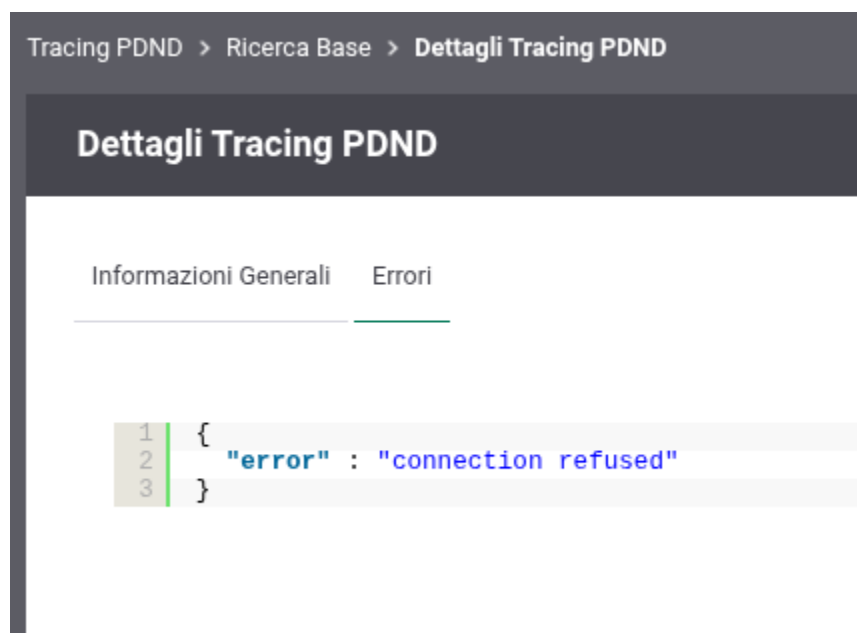 Tracing PDND > Ricerca Base > Dettagli Tracing PDND
Dettagli Tracing PDND
Informazioni Generali Errori
1 {
2 "error" : "connection refused"
3 }